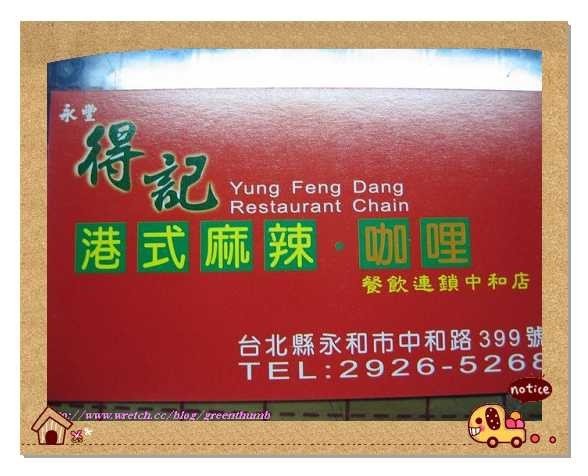 永豐
得記
Yung Feng Dang
Restaurant Chain
港式麻辣·咖哩
餐飲連鎖中和店
台北縣永和市中和路399號
TEL:2926-5268
notice
://www.wretch.cc/blog/greenthumb